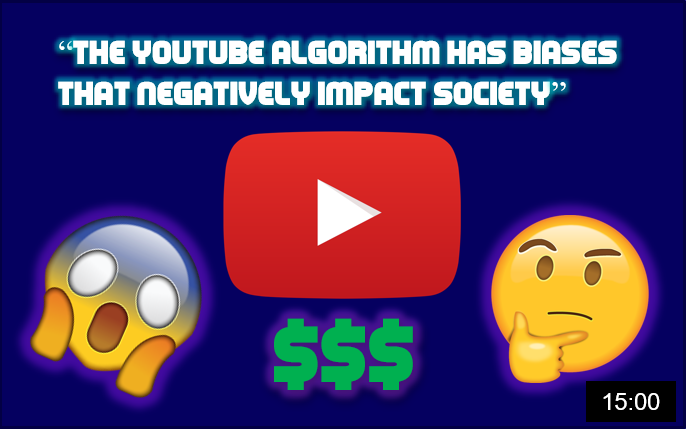 “THE YOUTUBE ALGORITHM HAS BIASES
THAT NEGATIVELY IMPACT SOCIETY”
$$$
15:00